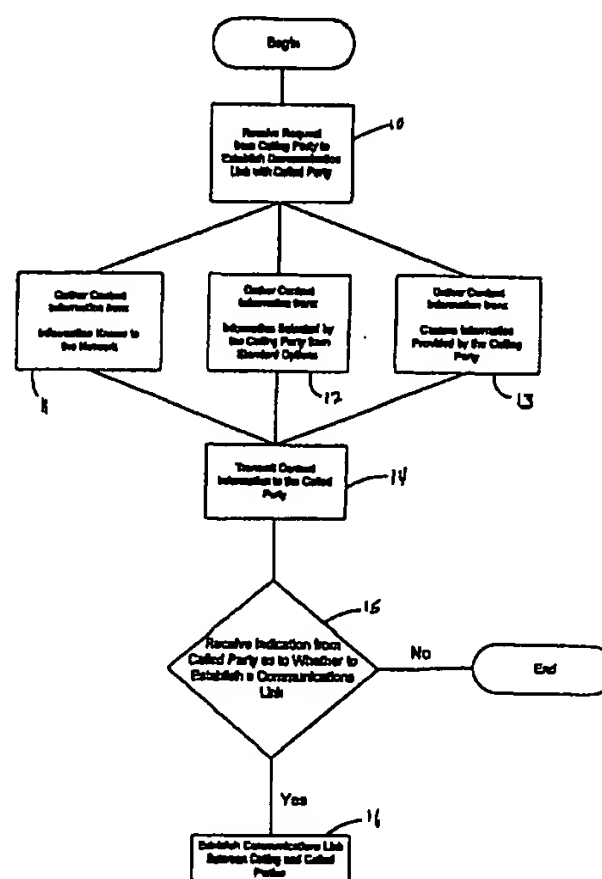 Begin
Receive Request
from Calling Party to
Establish Communication
Link with Called Party
10
Gather Context
Information from:
Information Known to
the Network
11
Gather Context
Information from:
Information Selected by
the Calling Party from
Standard Options
12
Gather Context
Information from:
Custom Information
Provided by the Calling
Party
13
Transmit Context
Information to the Called
Party
14
Receive Indication from
Called Party as to Whether to
Establish a Communications
Link
15
No
End
Yes
Establish Communications Link
Between Calling and Called
Parties
16